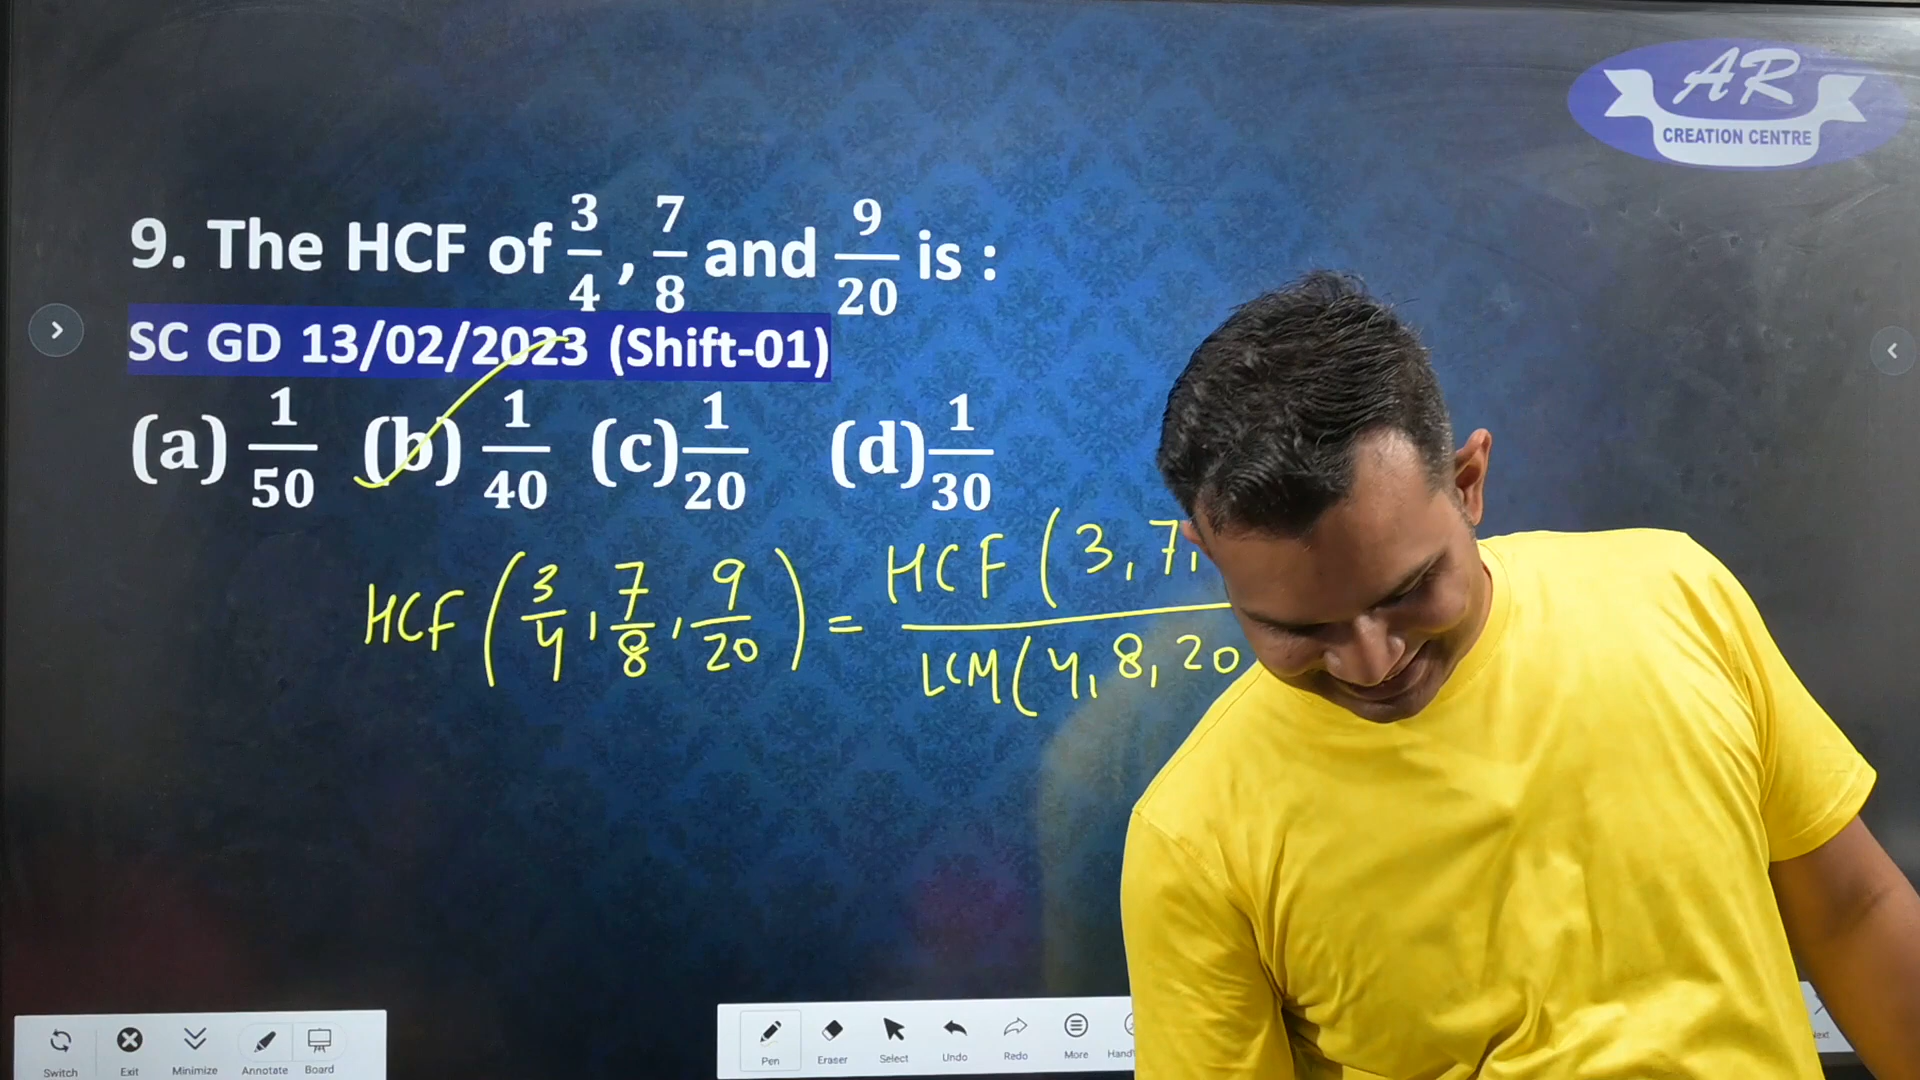 AR
CREATION CENTRE
9. The HCF of 3/4, 7/8 and 9/20 is :
SC GD 13/02/2023 (Shift-01)
(a) 1/50 (b) 1/40 (c) 1/20 (d) 1/30
HCF (3/4, 7/8, 9/20) = HCF (3, 7,
LCM (4, 8, 20
Switch Exit Minimize Annotate Board
Pen Eraser Select Undo Redo More